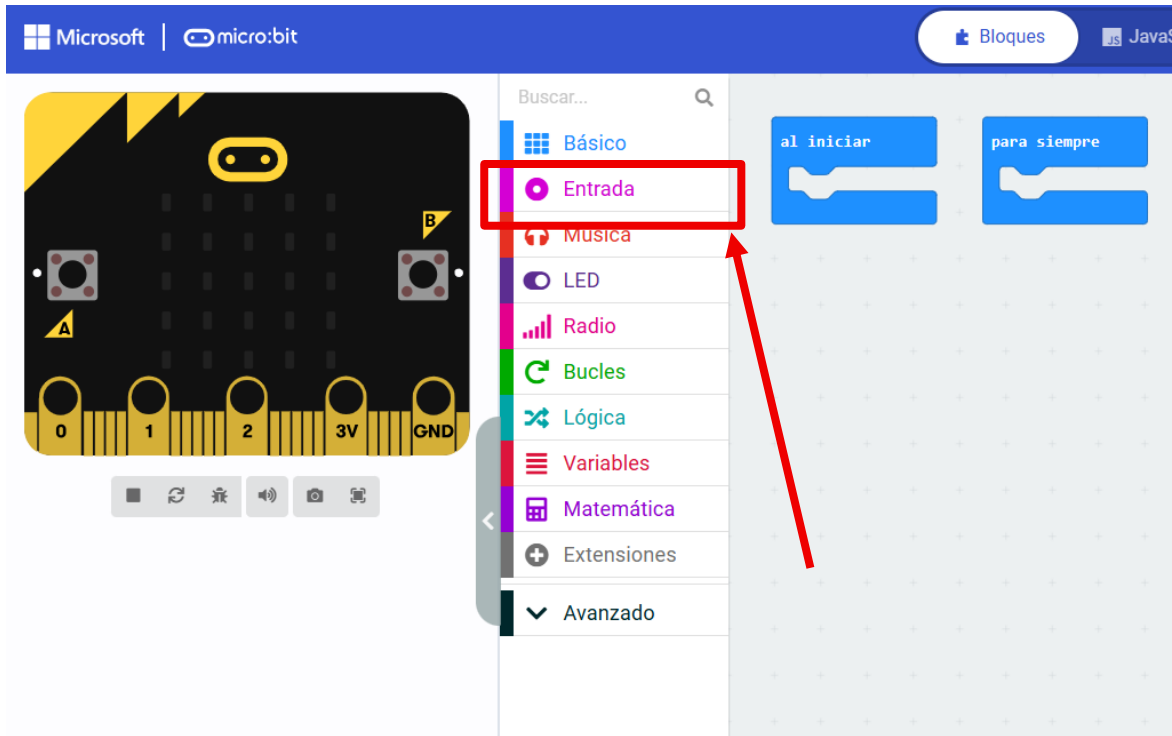 Microsoft micro:bit
Bloques JS JavaS
Buscar...
Básico
Entrada
Música
LED
Radio
Bucles
Lógica
Variables
Matemática
Extensiones
Avanzado
al iniciar
para siempre
B
A
0 1 2 3V GND